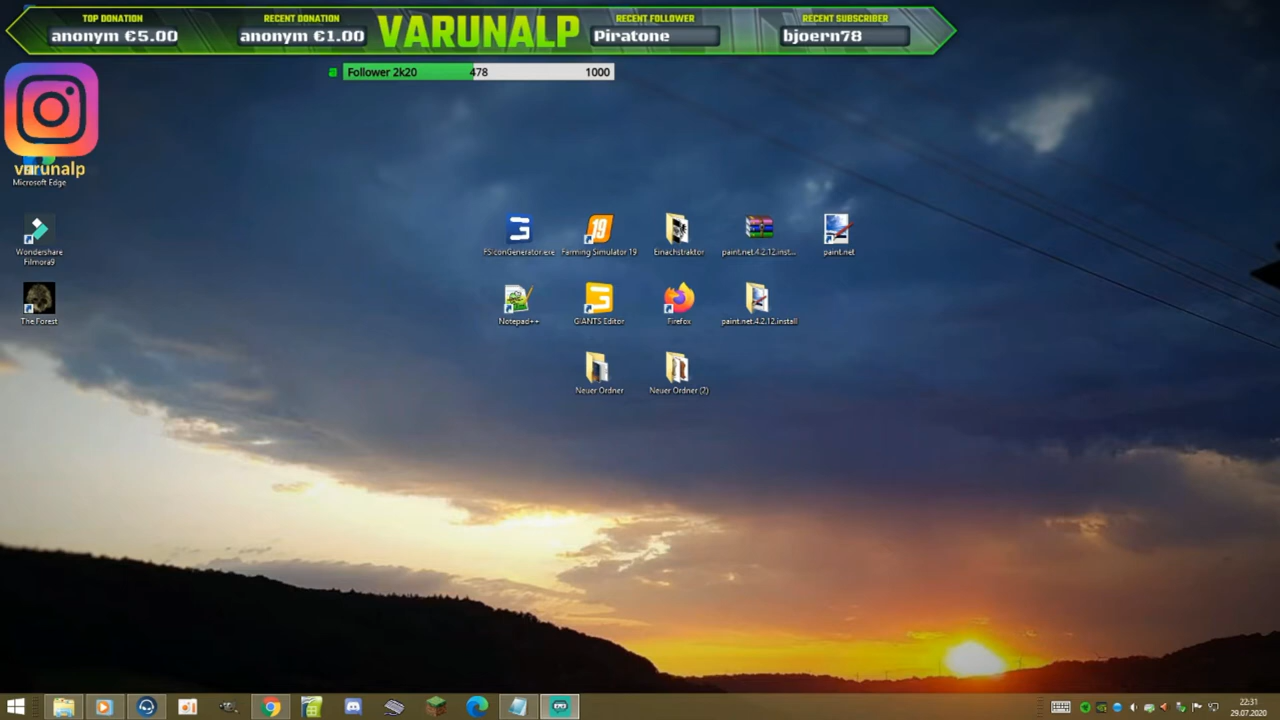 TOP DONATION
anonym €5.00
RECENT DONATION
anonym €1.00
VARUNALP
RECENT FOLLOWER
Piratone
RECENT SUBSCRIBER
bjoern78
Follower 2k20 478 1000
varunalp
Microsoft Edge
Wondershare
Filmora9
The Forest
FSIconGenerator.exe
Farming Simulator 19
Einachstraktor
paint.net.4.2.12.inst...
paint.net
Notepad++
GIANTS Editor
Firefox
paint.net.4.2.12.install
Neuer Ordner
Neuer Ordner (2)
22:31
29.07.2020